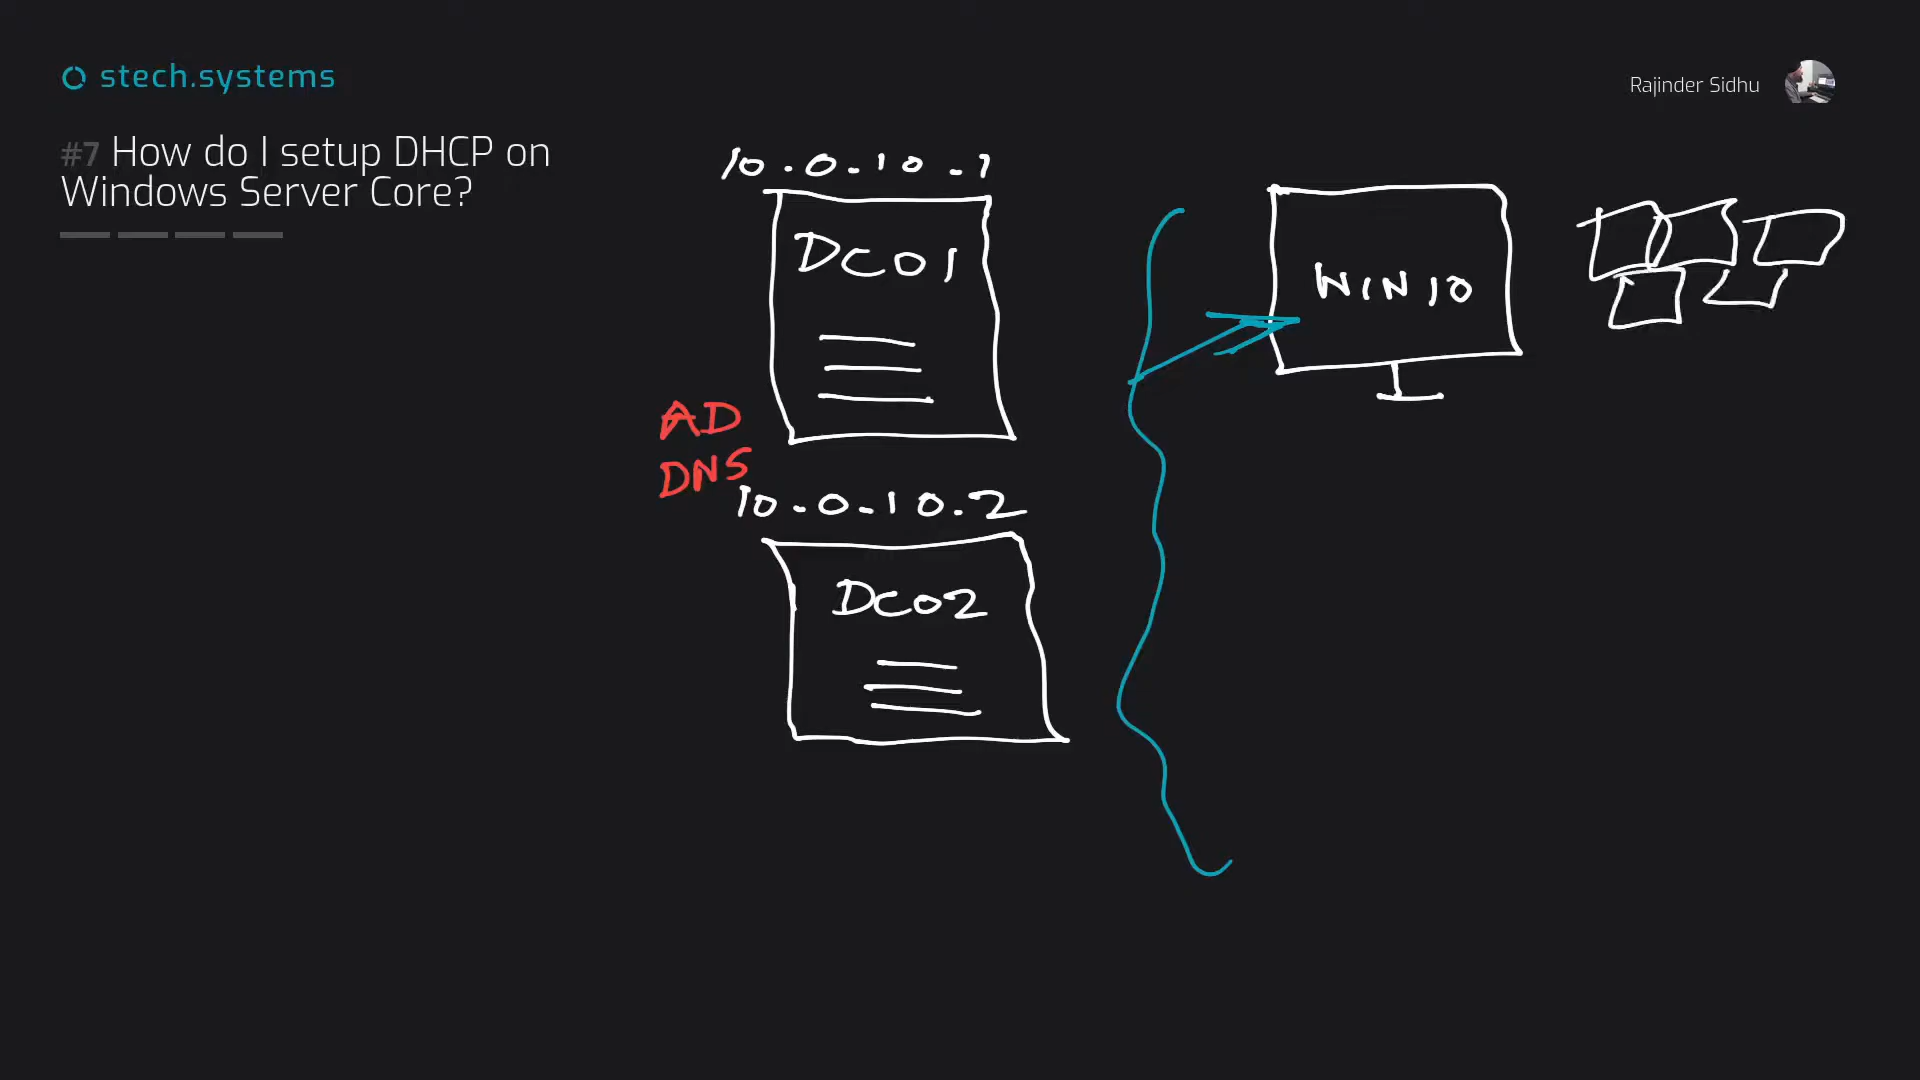 stech.systems
Rajinder Sidhu
#7 How do I setup DHCP on
Windows Server Core?
10.0.10.1
DC01
WIN10
AD
DNS
10.0.10.2
DC02